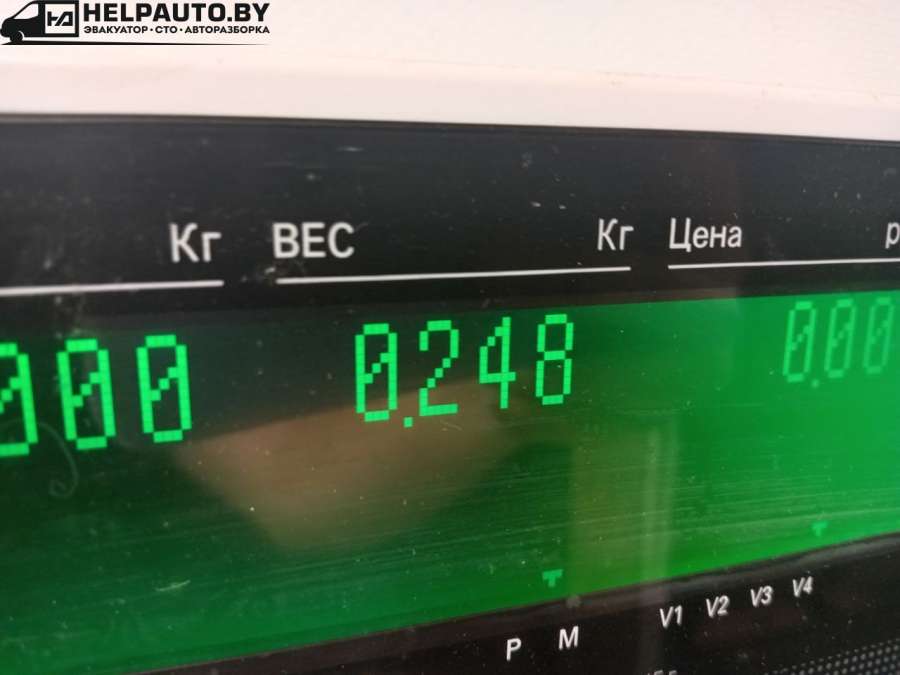 HELPAUTO.BY
ЭВАКУАТОР • СТО • АВТОРАЗБОРКА
Кг ВЕС Кг Цена р
000 0.248 0.00
P M V1 V2 V3 V4